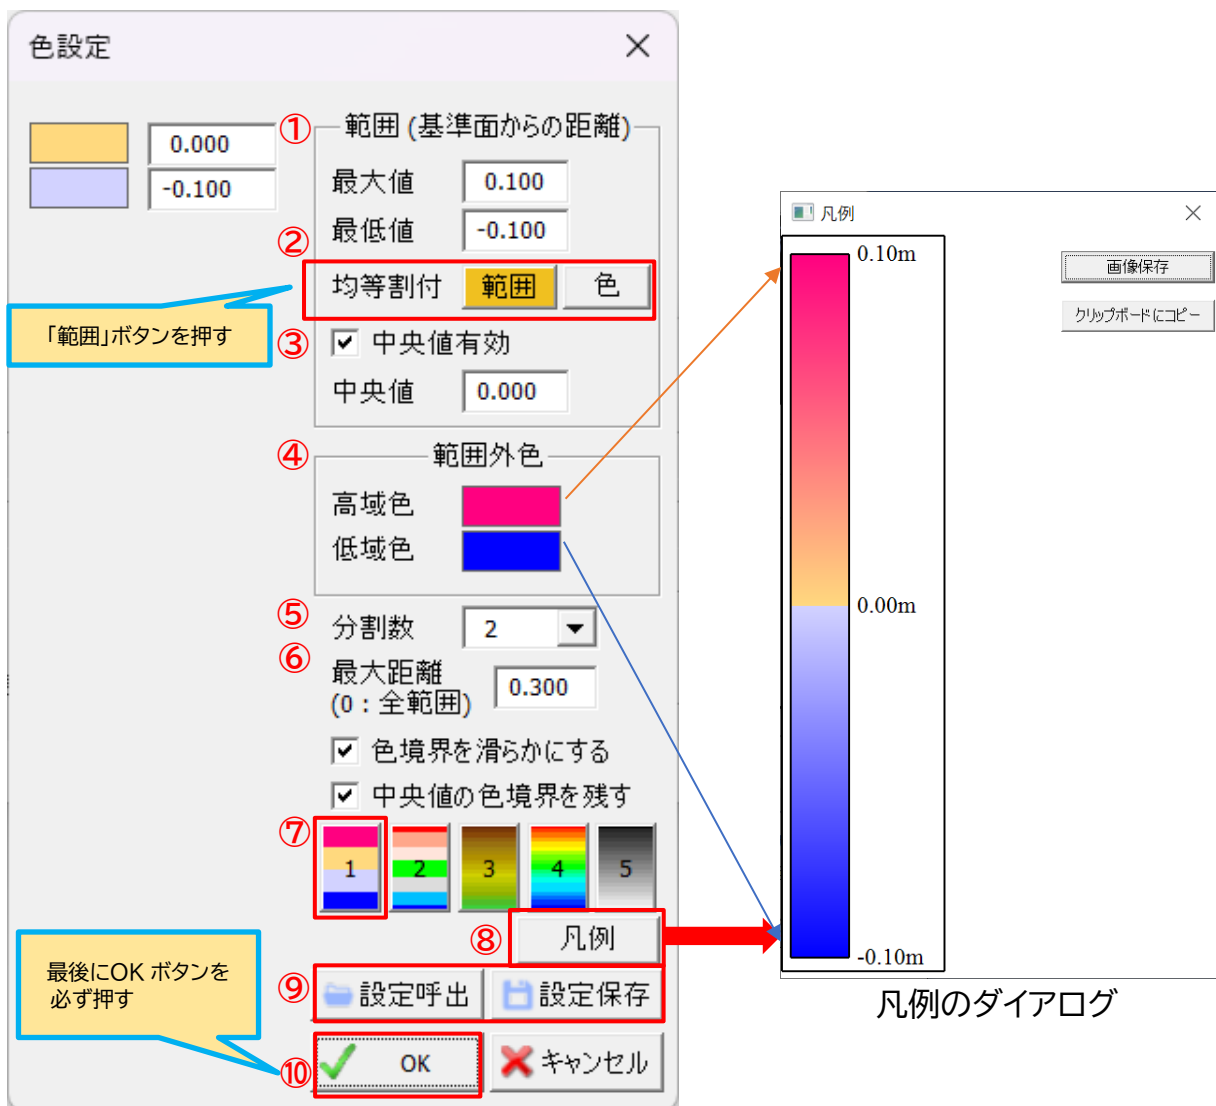 色設定
0.000
-0.100
① 範囲 (基準面からの距離)
最大値 0.100
最低値 -0.100
②
均等割付 範囲 色
「範囲」ボタンを押す
③ 中央値有効
中央値 0.000
④ 範囲外色
高域色
低域色
⑤ 分割数 2
⑥ 最大距離
(0：全範囲) 0.300
色境界を滑らかにする
中央値の色境界を残す
⑦ 1 2 3 4 5
⑧ 凡例
⑨ 設定呼出 設定保存
最後にOK ボタンを
必ず押す
⑩ OK キャンセル
凡例
0.10m
画像保存
クリップボードにコピー
0.00m
-0.10m
凡例のダイアログ